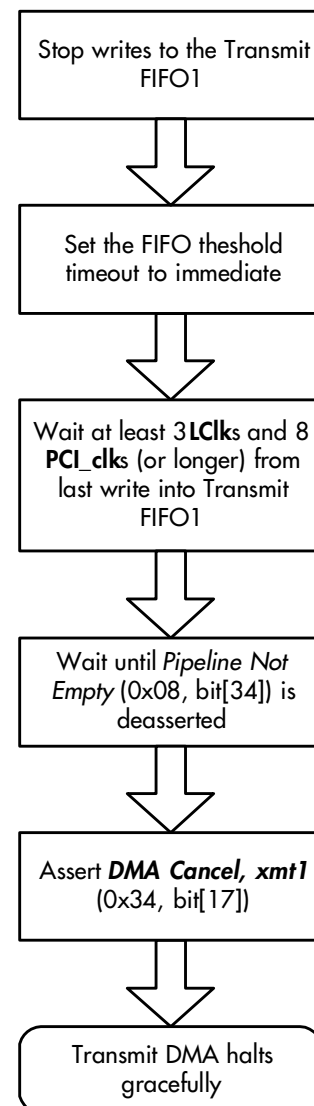 Stop writes to the Transmit
FIFO1
Set the FIFO theshold
timeout to immediate
Wait at least 3 LClks and 8
PCI_clks (or longer) from
last write into Transmit
FIFO1
Wait until Pipeline Not
Empty (0x08, bit[34]) is
deasserted
Assert DMA Cancel, xmt1
(0x34, bit[17])
Transmit DMA halts
gracefully